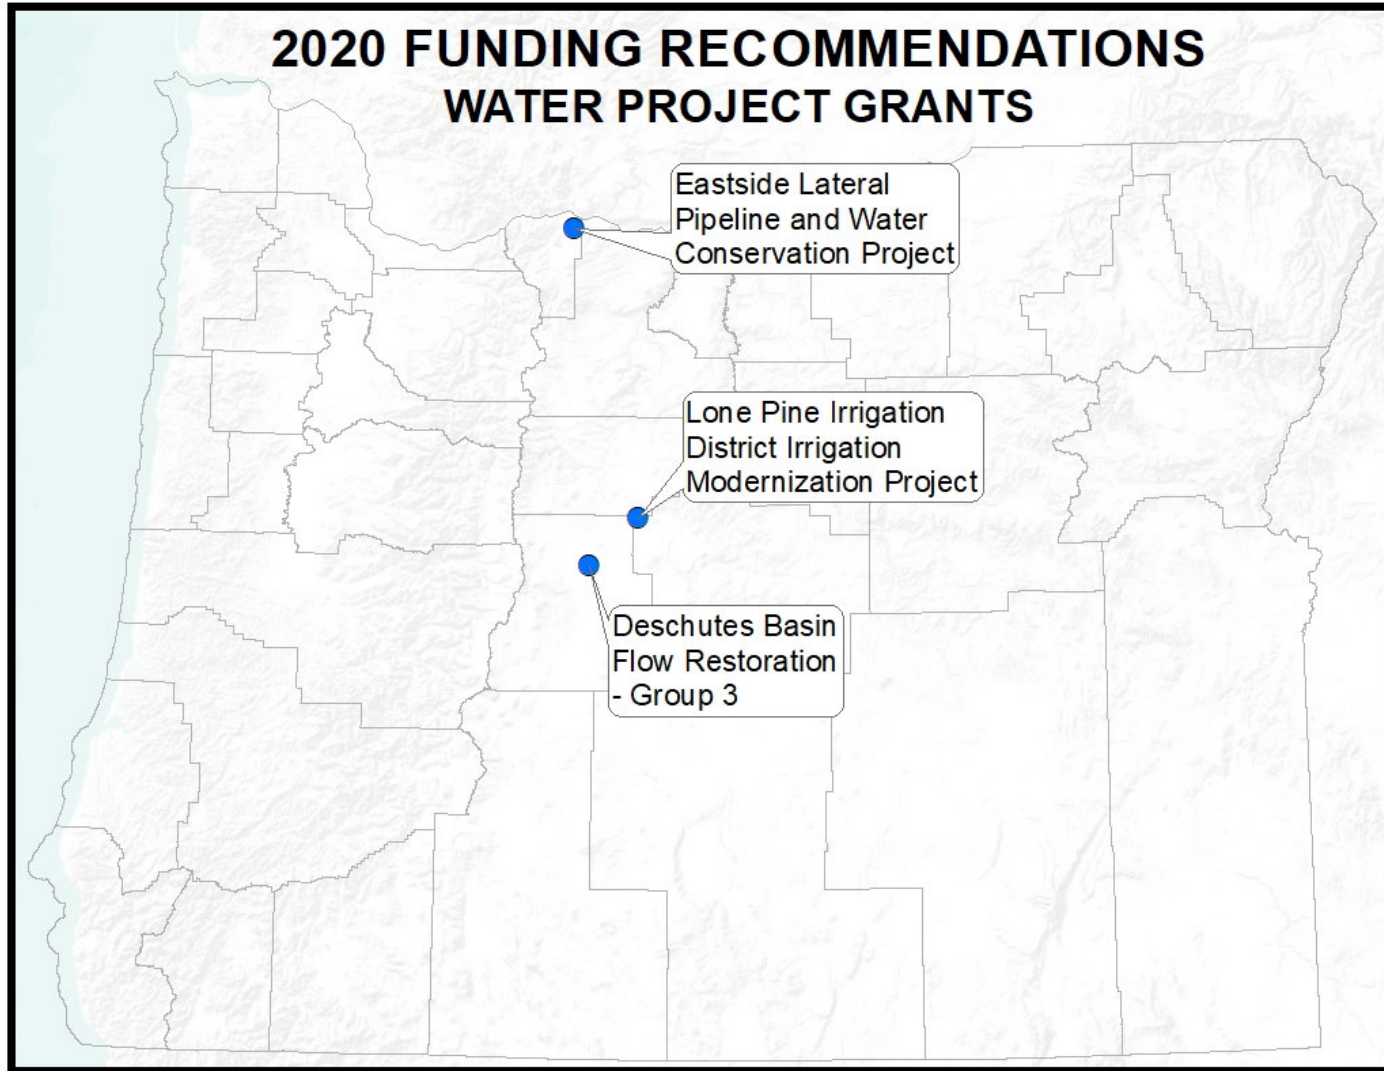 2020 FUNDING RECOMMENDATIONS
WATER PROJECT GRANTS
Eastside Lateral
Pipeline and Water
Conservation Project
Lone Pine Irrigation
District Irrigation
Modernization Project
Deschutes Basin
Flow Restoration
- Group 3